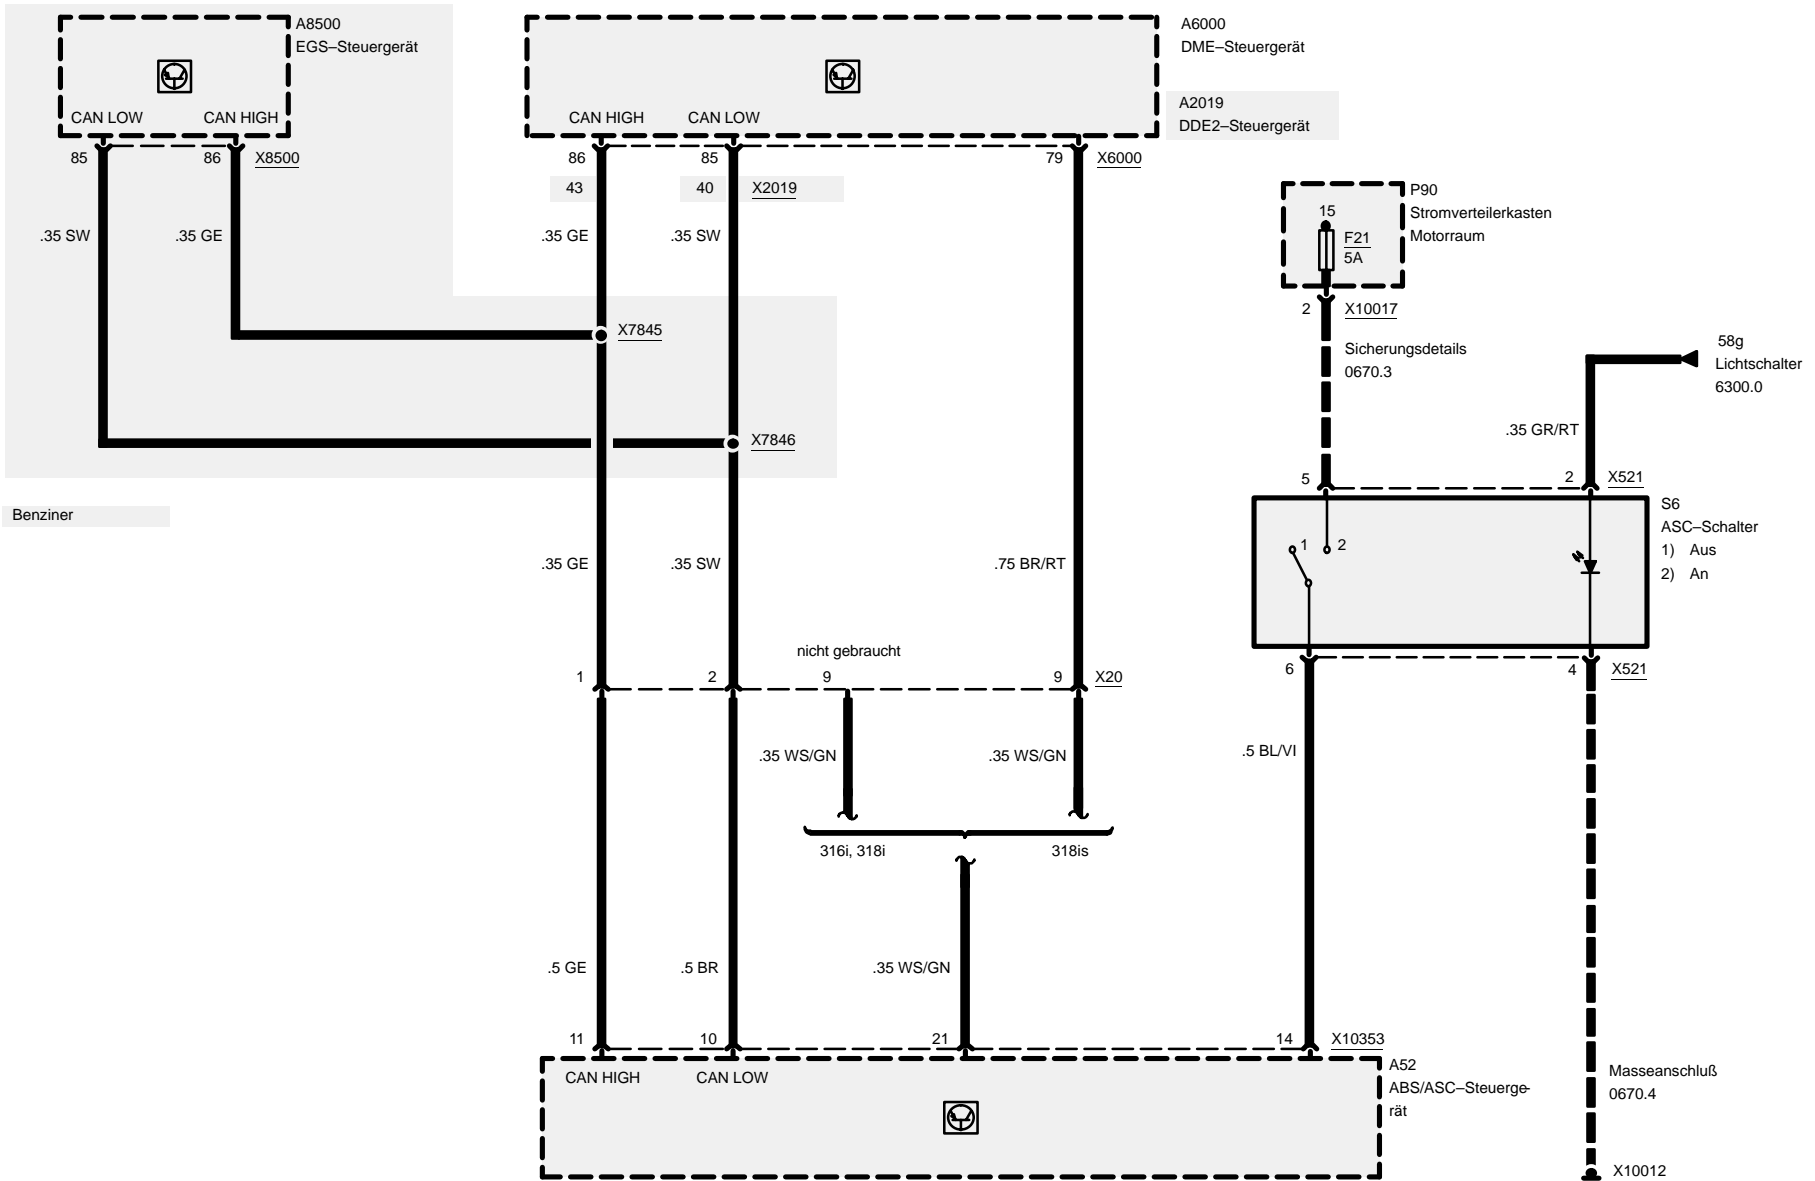 A8500
EGS–Steuergerät
CAN LOW
CAN HIGH
85
86
X8500
.35 SW
.35 GE
A6000
DME–Steuergerät
A2019
DDE2–Steuergerät
CAN HIGH
CAN LOW
86
85
79
X6000
43
40
X2019
.35 GE
.35 SW
X7845
X7846
Benziner
P90
Stromverteilerkasten
Motorraum
15
F21
5A
2
X10017
Sicherungsdetails
0670.3
58g
Lichtschalter
6300.0
.35 GR/RT
5
2
X521
S6
ASC–Schalter
1) Aus
2) An
1
2
.35 GE
.35 SW
.75 BR/RT
nicht gebraucht
1
2
9
9
X20
6
4
X521
.35 WS/GN
.35 WS/GN
.5 BL/VI
316i, 318i
318is
.5 GE
.5 BR
.35 WS/GN
11
10
21
14
X10353
CAN HIGH
CAN LOW
A52
ABS/ASC–Steuerge-
rät
Masseanschluß
0670.4
X10012